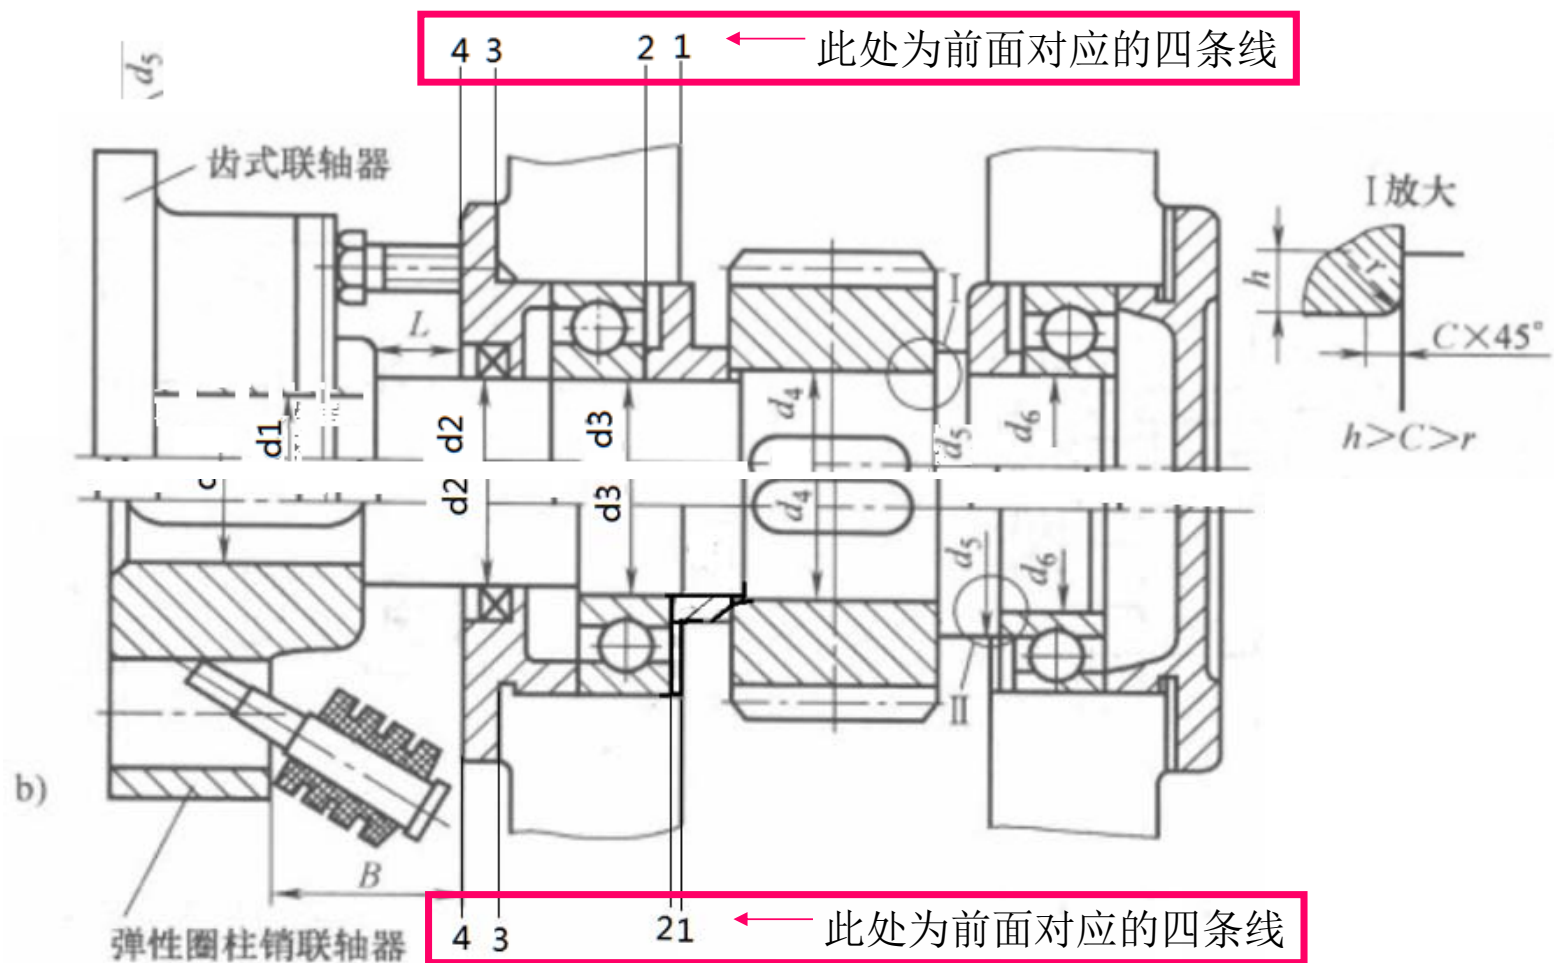 4 3 2 1 ← 此处为前面对应的四条线
d5
齿式联轴器
I放大
I
h
r
L
C×45°
h>C>r
d1
d2
d3
d4
d5
d6
d2
d3
d4
d5
d6
II
b)
B
弹性圈柱销联轴器
4 3 21 ← 此处为前面对应的四条线